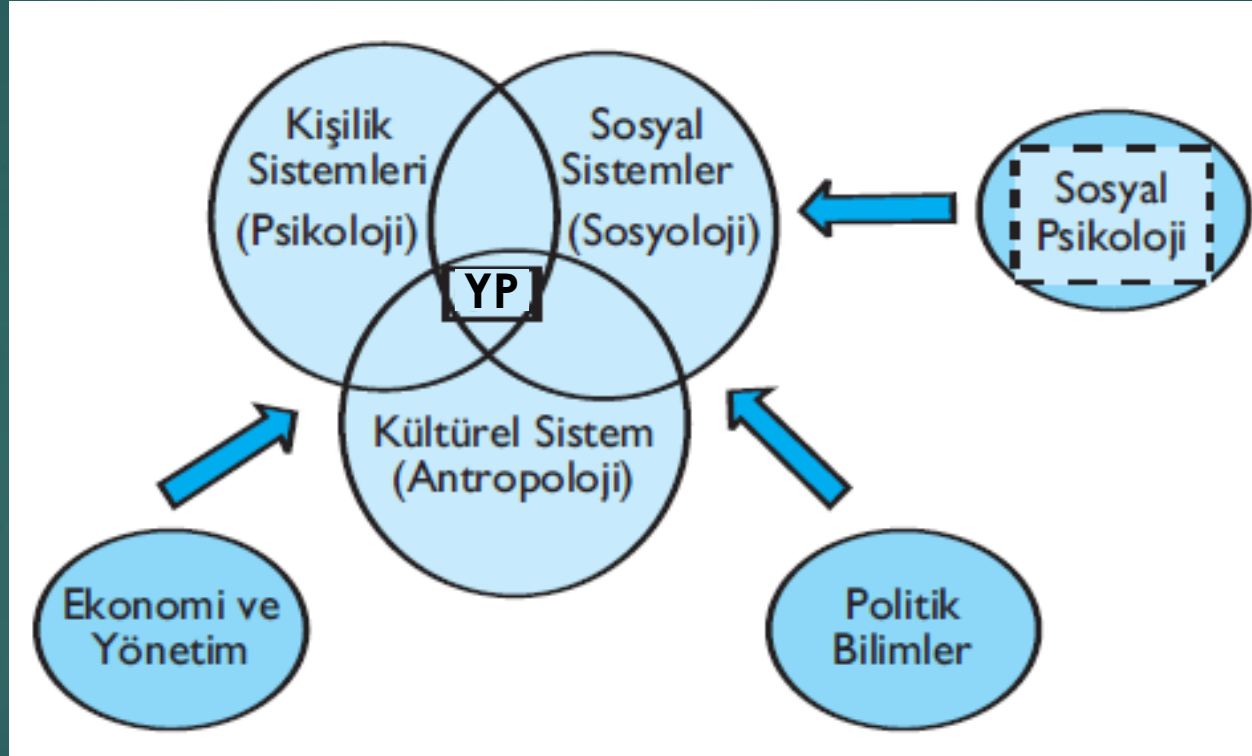 Kişilik
Sistemleri
(Psikoloji)
Sosyal
Sistemler
(Sosyoloji)
Sosyal
Psikoloji
YP
Kültürel Sistem
(Antropoloji)
Ekonomi ve
Yönetim
Politik
Bilimler